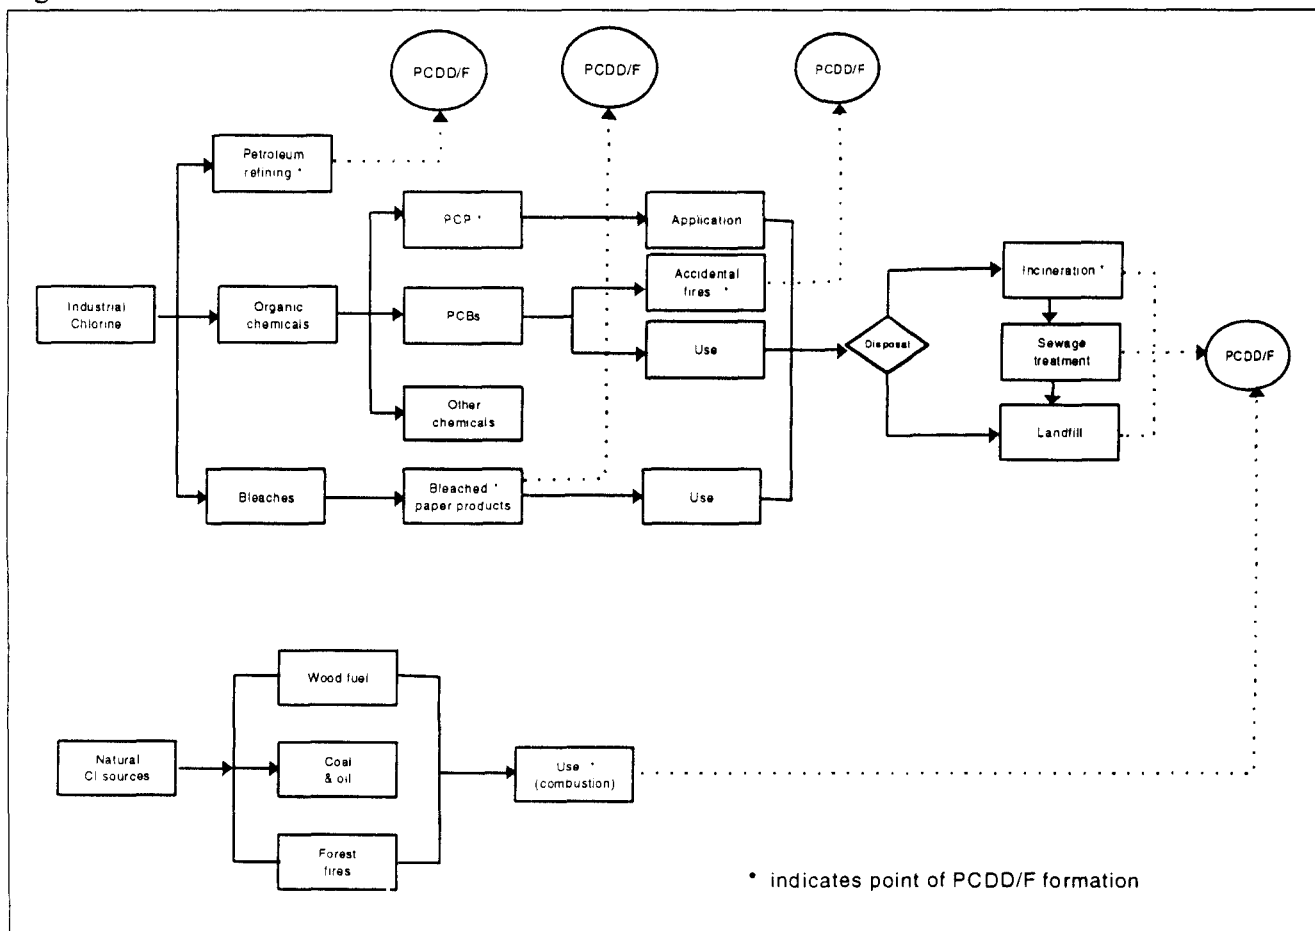 PCDD/F
PCDD/F
PCDD/F
Petroleum
refining *
PCP *
Application
Accidental
fires *
Incineration *
Industrial
Chlorine
Organic
chemicals
PCBs
Use
Disposal
Sewage
treatment
PCDD/F
Other
chemicals
Landfill
Bleaches
Bleached *
paper products
Use
Wood fuel
Natural
Cl sources
Coal
& oil
Use *
(combustion)
Forest
fires
* indicates point of PCDD/F formation